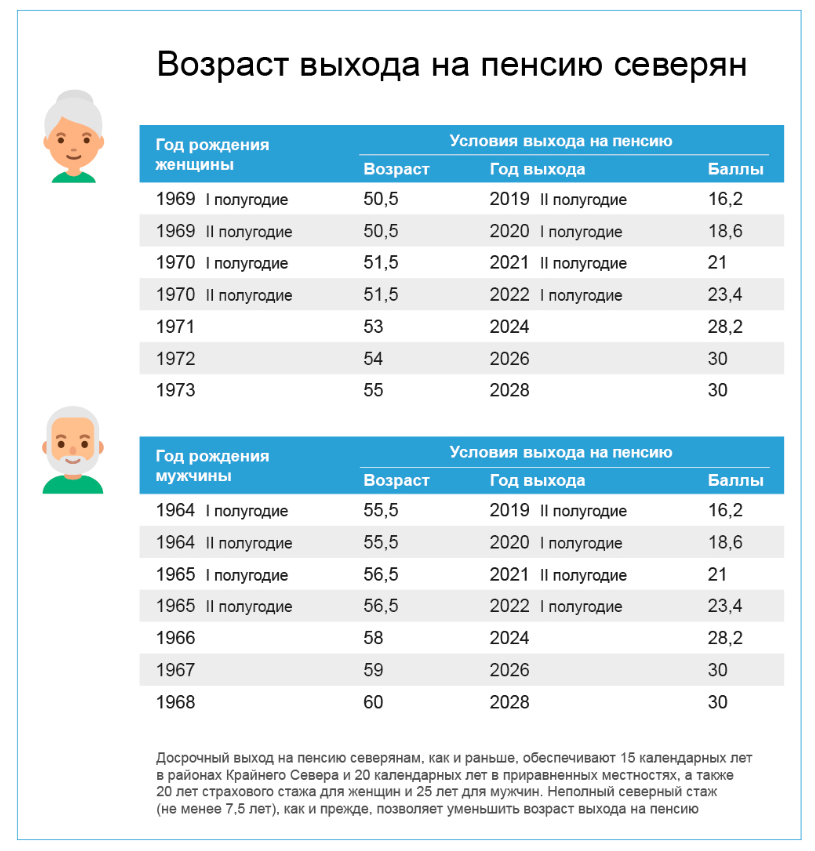 Возраст выхода на пенсию северян
Год рождения женщины Условия выхода на пенсию
Возраст Год выхода Баллы
1969 I полугодие 50,5 2019 II полугодие 16,2
1969 II полугодие 50,5 2020 I полугодие 18,6
1970 I полугодие 51,5 2021 II полугодие 21
1970 II полугодие 51,5 2022 I полугодие 23,4
1971 53 2024 28,2
1972 54 2026 30
1973 55 2028 30
Год рождения мужчины Условия выхода на пенсию
Возраст Год выхода Баллы
1964 I полугодие 55,5 2019 II полугодие 16,2
1964 II полугодие 55,5 2020 I полугодие 18,6
1965 I полугодие 56,5 2021 II полугодие 21
1965 II полугодие 56,5 2022 I полугодие 23,4
1966 58 2024 28,2
1967 59 2026 30
1968 60 2028 30
Досрочный выход на пенсию северянам, как и раньше, обеспечивают 15 календарных лет
в районах Крайнего Севера и 20 календарных лет в приравненных местностях, а также
20 лет страхового стажа для женщин и 25 лет для мужчин. Неполный северный стаж
(не менее 7,5 лет), как и прежде, позволяет уменьшить возраст выхода на пенсию